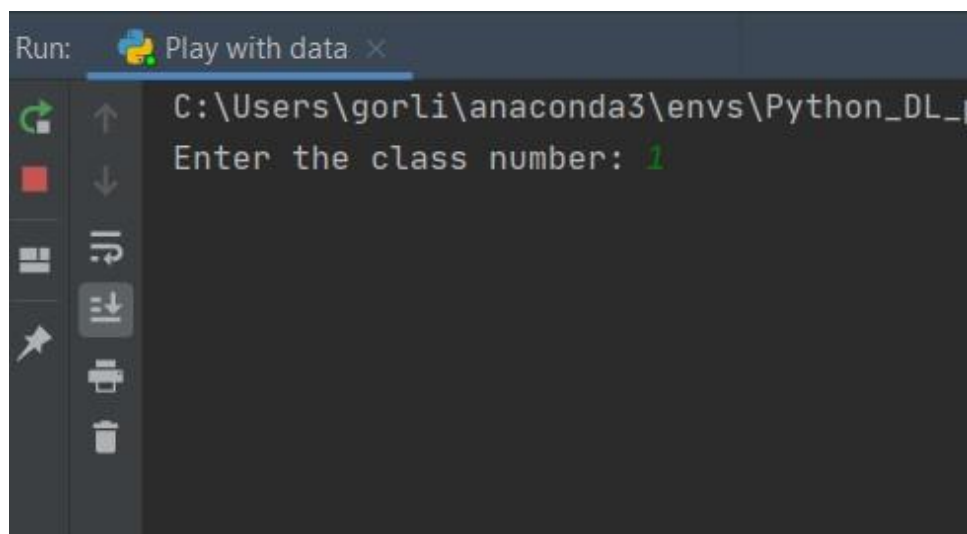 Run: Play with data
C:\Users\gorli\anaconda3\envs\Python_DL_
Enter the class number: 1